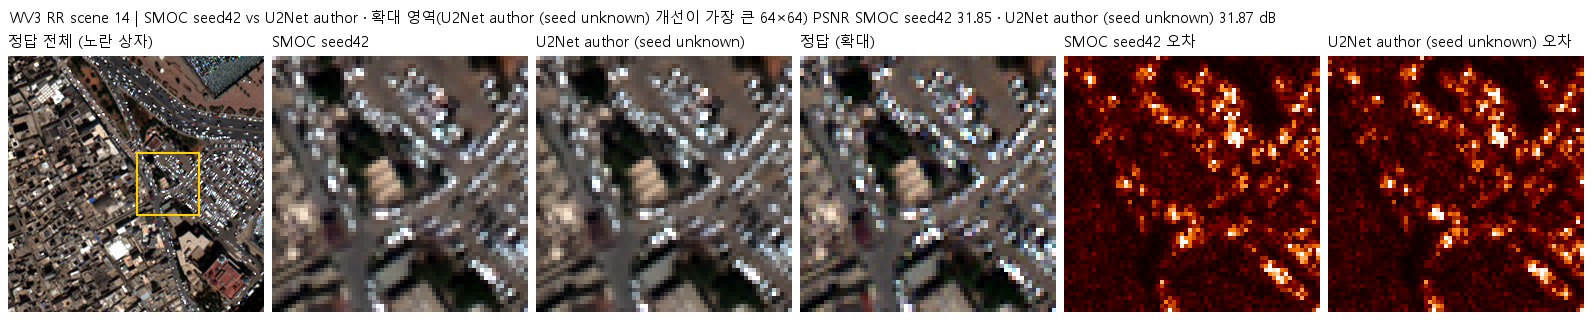 WV3 RR scene 14 | SMOC seed42 vs U2Net author · 확대 영역(U2Net author (seed unknown) 개선이 가장 큰 64×64) PSNR SMOC seed42 31.85 · U2Net author (seed unknown) 31.87 dB
정답 전체 (노란 상자)
SMOC seed42
U2Net author (seed unknown)
정답 (확대)
SMOC seed42 오차
U2Net author (seed unknown) 오차